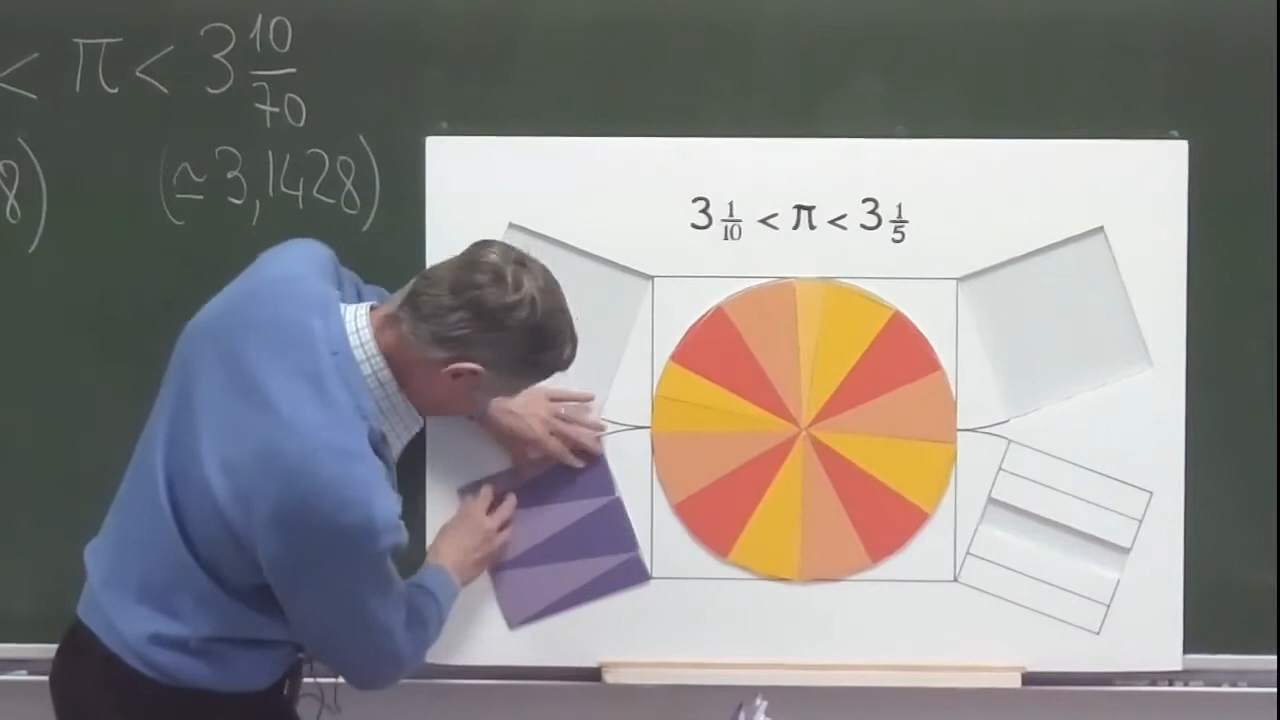 < π < 3 10/70
8) (≃3,1428)
3 1/10 < π < 3 1/5